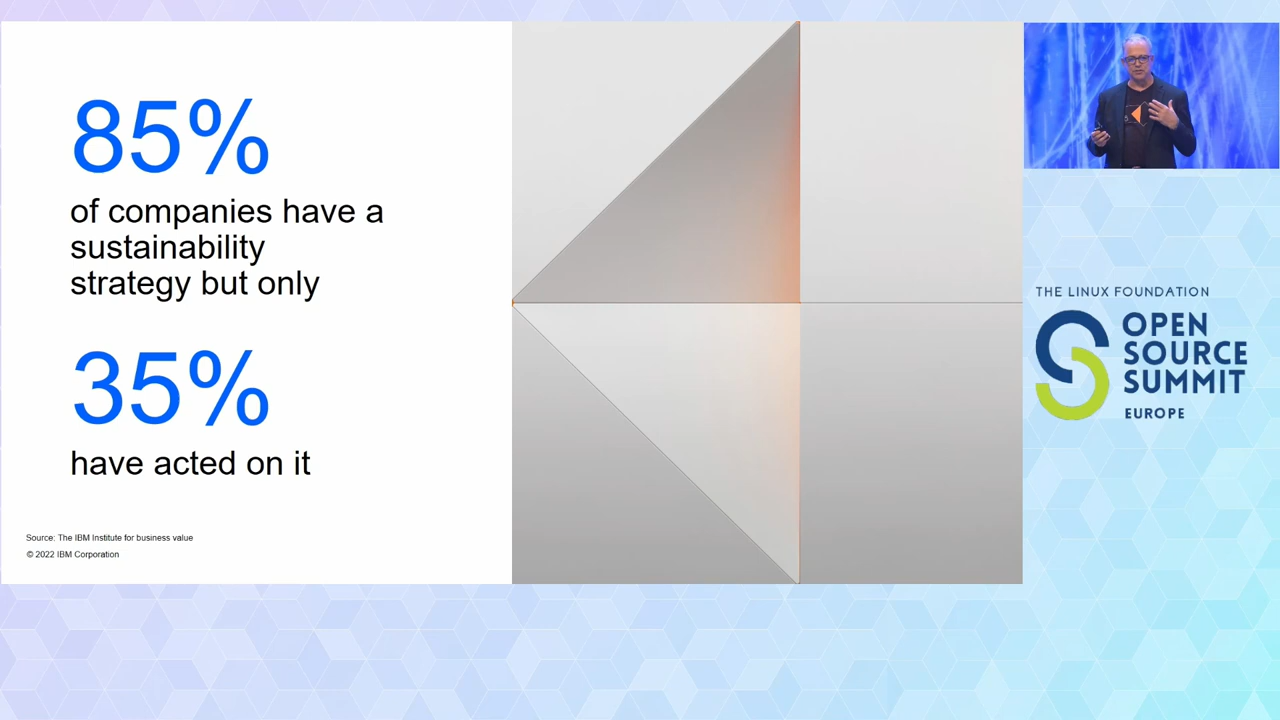 85%
of companies have a
sustainability
strategy but only
35%
have acted on it
Source: The IBM Institute for business value
© 2022 IBM Corporation
THE LINUX FOUNDATION
OPEN
SOURCE
SUMMIT
EUROPE